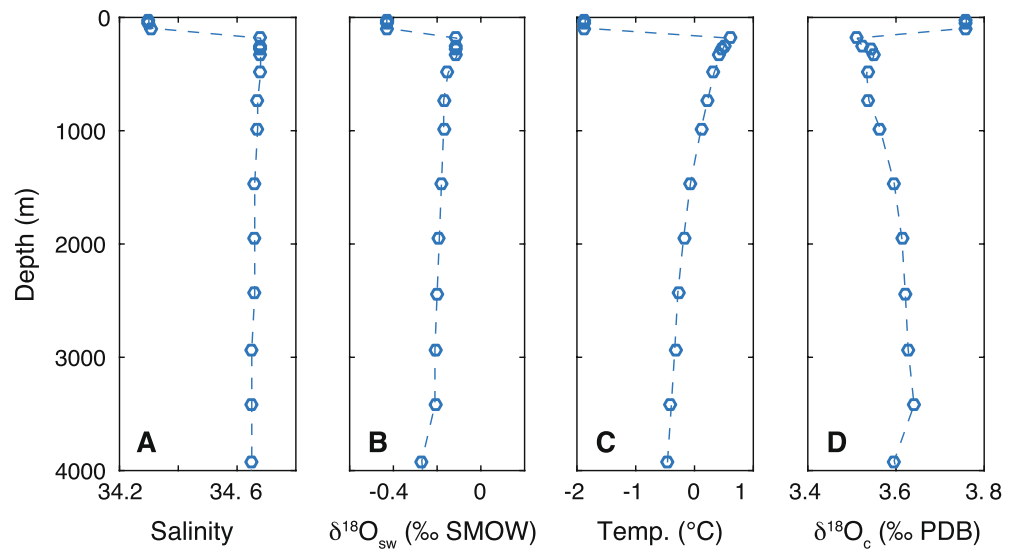 0
1000
2000
3000
4000
Depth (m)
A
B
C
D
34.2 34.6
-0.4 0
-2 -1 0 1
3.4 3.6 3.8
Salinity
δ¹⁸Osw (‰ SMOW)
Temp. (°C)
δ¹⁸Oc (‰ PDB)